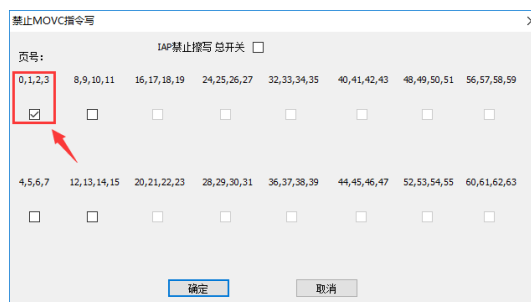 禁止MOVC指令写
IAP禁止擦写 总开关
页号：
0,1,2,3 8,9,10,11 16,17,18,19 24,25,26,27 32,33,34,35 40,41,42,43 48,49,50,51 56,57,58,59
4,5,6,7 12,13,14,15 20,21,22,23 28,29,30,31 36,37,38,39 44,45,46,47 52,53,54,55 60,61,62,63
确定 取消